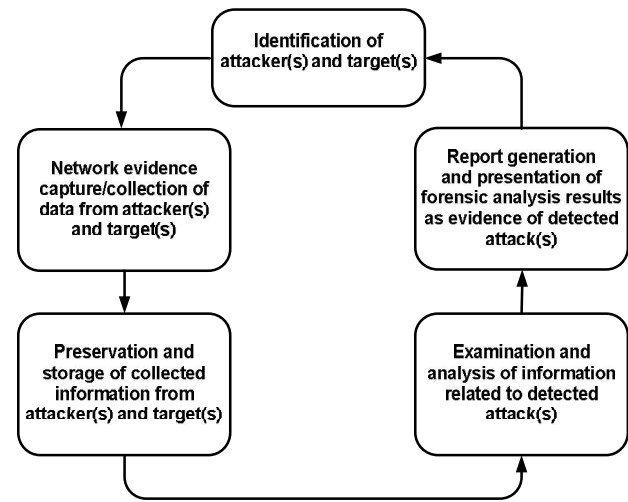 Identification of
attacker(s) and target(s)
Network evidence
capture/collection of
data from attacker(s)
and target(s)
Preservation and
storage of collected
information from
attacker(s) and target(s)
Examination and
analysis of information
related to detected
attack(s)
Report generation
and presentation of
forensic analysis results
as evidence of detected
attack(s)